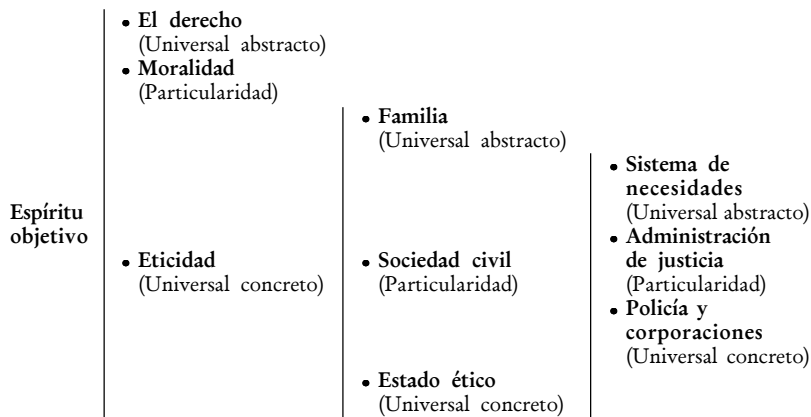 Espíritu
objetivo
• El derecho
(Universal abstracto)
• Moralidad
(Particularidad)
• Eticidad
(Universal concreto)
• Familia
(Universal abstracto)
• Sociedad civil
(Particularidad)
• Estado ético
(Universal concreto)
• Sistema de
necesidades
(Universal abstracto)
• Administración
de justicia
(Particularidad)
• Policía y
corporaciones
(Universal concreto)